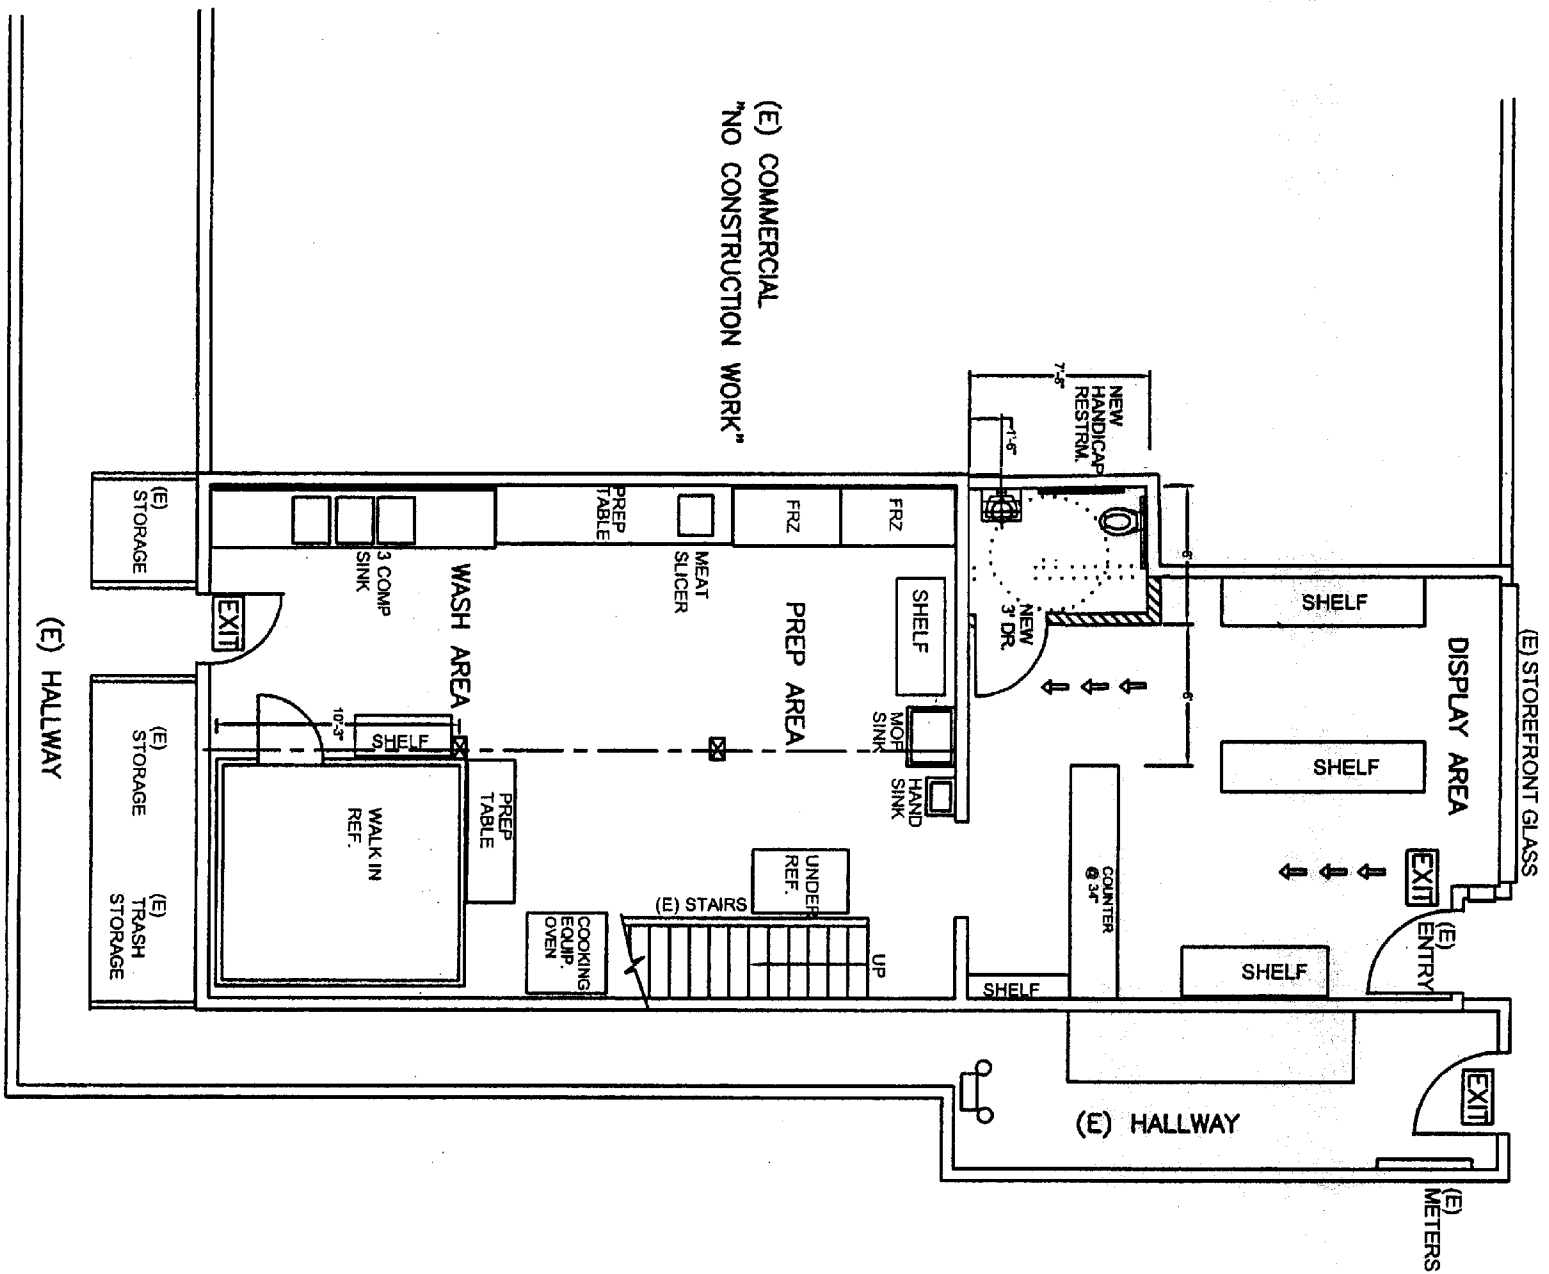 (E) COMMERCIAL
"NO CONSTRUCTION WORK"
NEW
HANDICAP
RESTRM.
7'-8"
1'-6"
6'
6'
(E) STOREFRONT GLASS
DISPLAY AREA
SHELF
SHELF
SHELF
EXIT
(E)
ENTRY
COUNTER
@ 34"
SHELF
NEW
3' DR.
FRZ
FRZ
SHELF
MOP
SINK
HAND
SINK
PREP AREA
MEAT
SLICER
PREP
TABLE
UNDER
REF.
UP
(E) STAIRS
COOKING
EQUIP.
OVEN
WASH AREA
3 COMP
SINK
PREP
TABLE
SHELF
10'-3"
WALK IN
REF.
EXIT
(E)
STORAGE
(E)
STORAGE
(E)
TRASH
STORAGE
(E) HALLWAY
(E) HALLWAY
EXIT
(E)
METERS